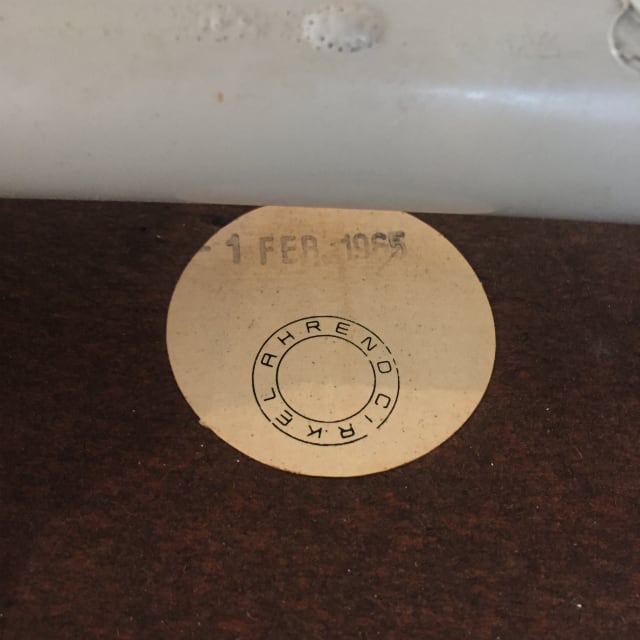 - 1 FEB 1965
AHREND CIRKEL